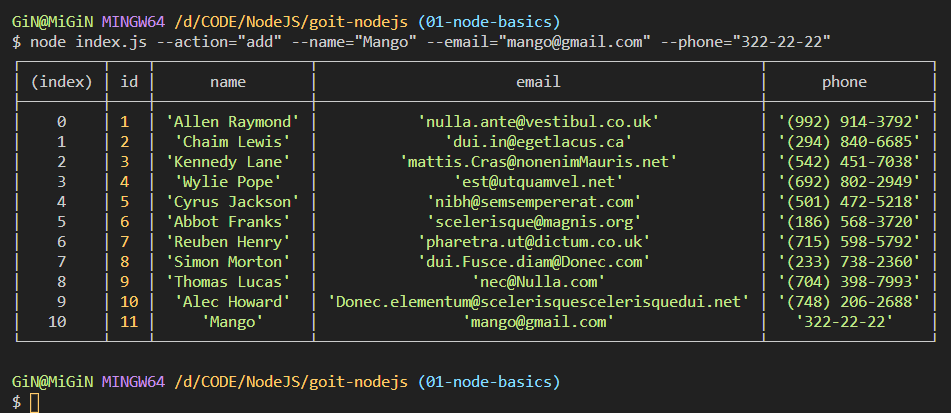 GiN@MiGiN MINGW64 /d/CODE/NodeJS/goit-nodejs (01-node-basics)
$ node index.js --action="add" --name="Mango" --email="mango@gmail.com" --phone="322-22-22"
(index) id name email phone
0 1 'Allen Raymond' 'nulla.ante@vestibul.co.uk' '(992) 914-3792'
1 2 'Chaim Lewis' 'dui.in@egetlacus.ca' '(294) 840-6685'
2 3 'Kennedy Lane' 'mattis.Cras@nonenimMauris.net' '(542) 451-7038'
3 4 'Wylie Pope' 'est@utquamvel.net' '(692) 802-2949'
4 5 'Cyrus Jackson' 'nibh@semsempererat.com' '(501) 472-5218'
5 6 'Abbot Franks' 'scelerisque@magnis.org' '(186) 568-3720'
6 7 'Reuben Henry' 'pharetra.ut@dictum.co.uk' '(715) 598-5792'
7 8 'Simon Morton' 'dui.Fusce.diam@Donec.com' '(233) 738-2360'
8 9 'Thomas Lucas' 'nec@Nulla.com' '(704) 398-7993'
9 10 'Alec Howard' 'Donec.elementum@scelerisquescelerisquedui.net' '(748) 206-2688'
10 11 'Mango' 'mango@gmail.com' '322-22-22'
GiN@MiGiN MINGW64 /d/CODE/NodeJS/goit-nodejs (01-node-basics)
$